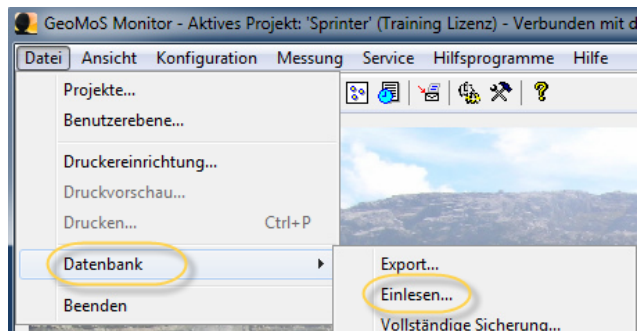 GeoMoS Monitor - Aktives Projekt: 'Sprinter' (Training Lizenz) - Verbunden mit d
Datei Ansicht Konfiguration Messung Service Hilfsprogramme Hilfe
Projekte...
Benutzerebene...
Druckereinrichtung...
Druckvorschau...
Drucken... Ctrl+P
Datenbank
Export...
Einlesen...
Beenden
Vollständige Sicherung...